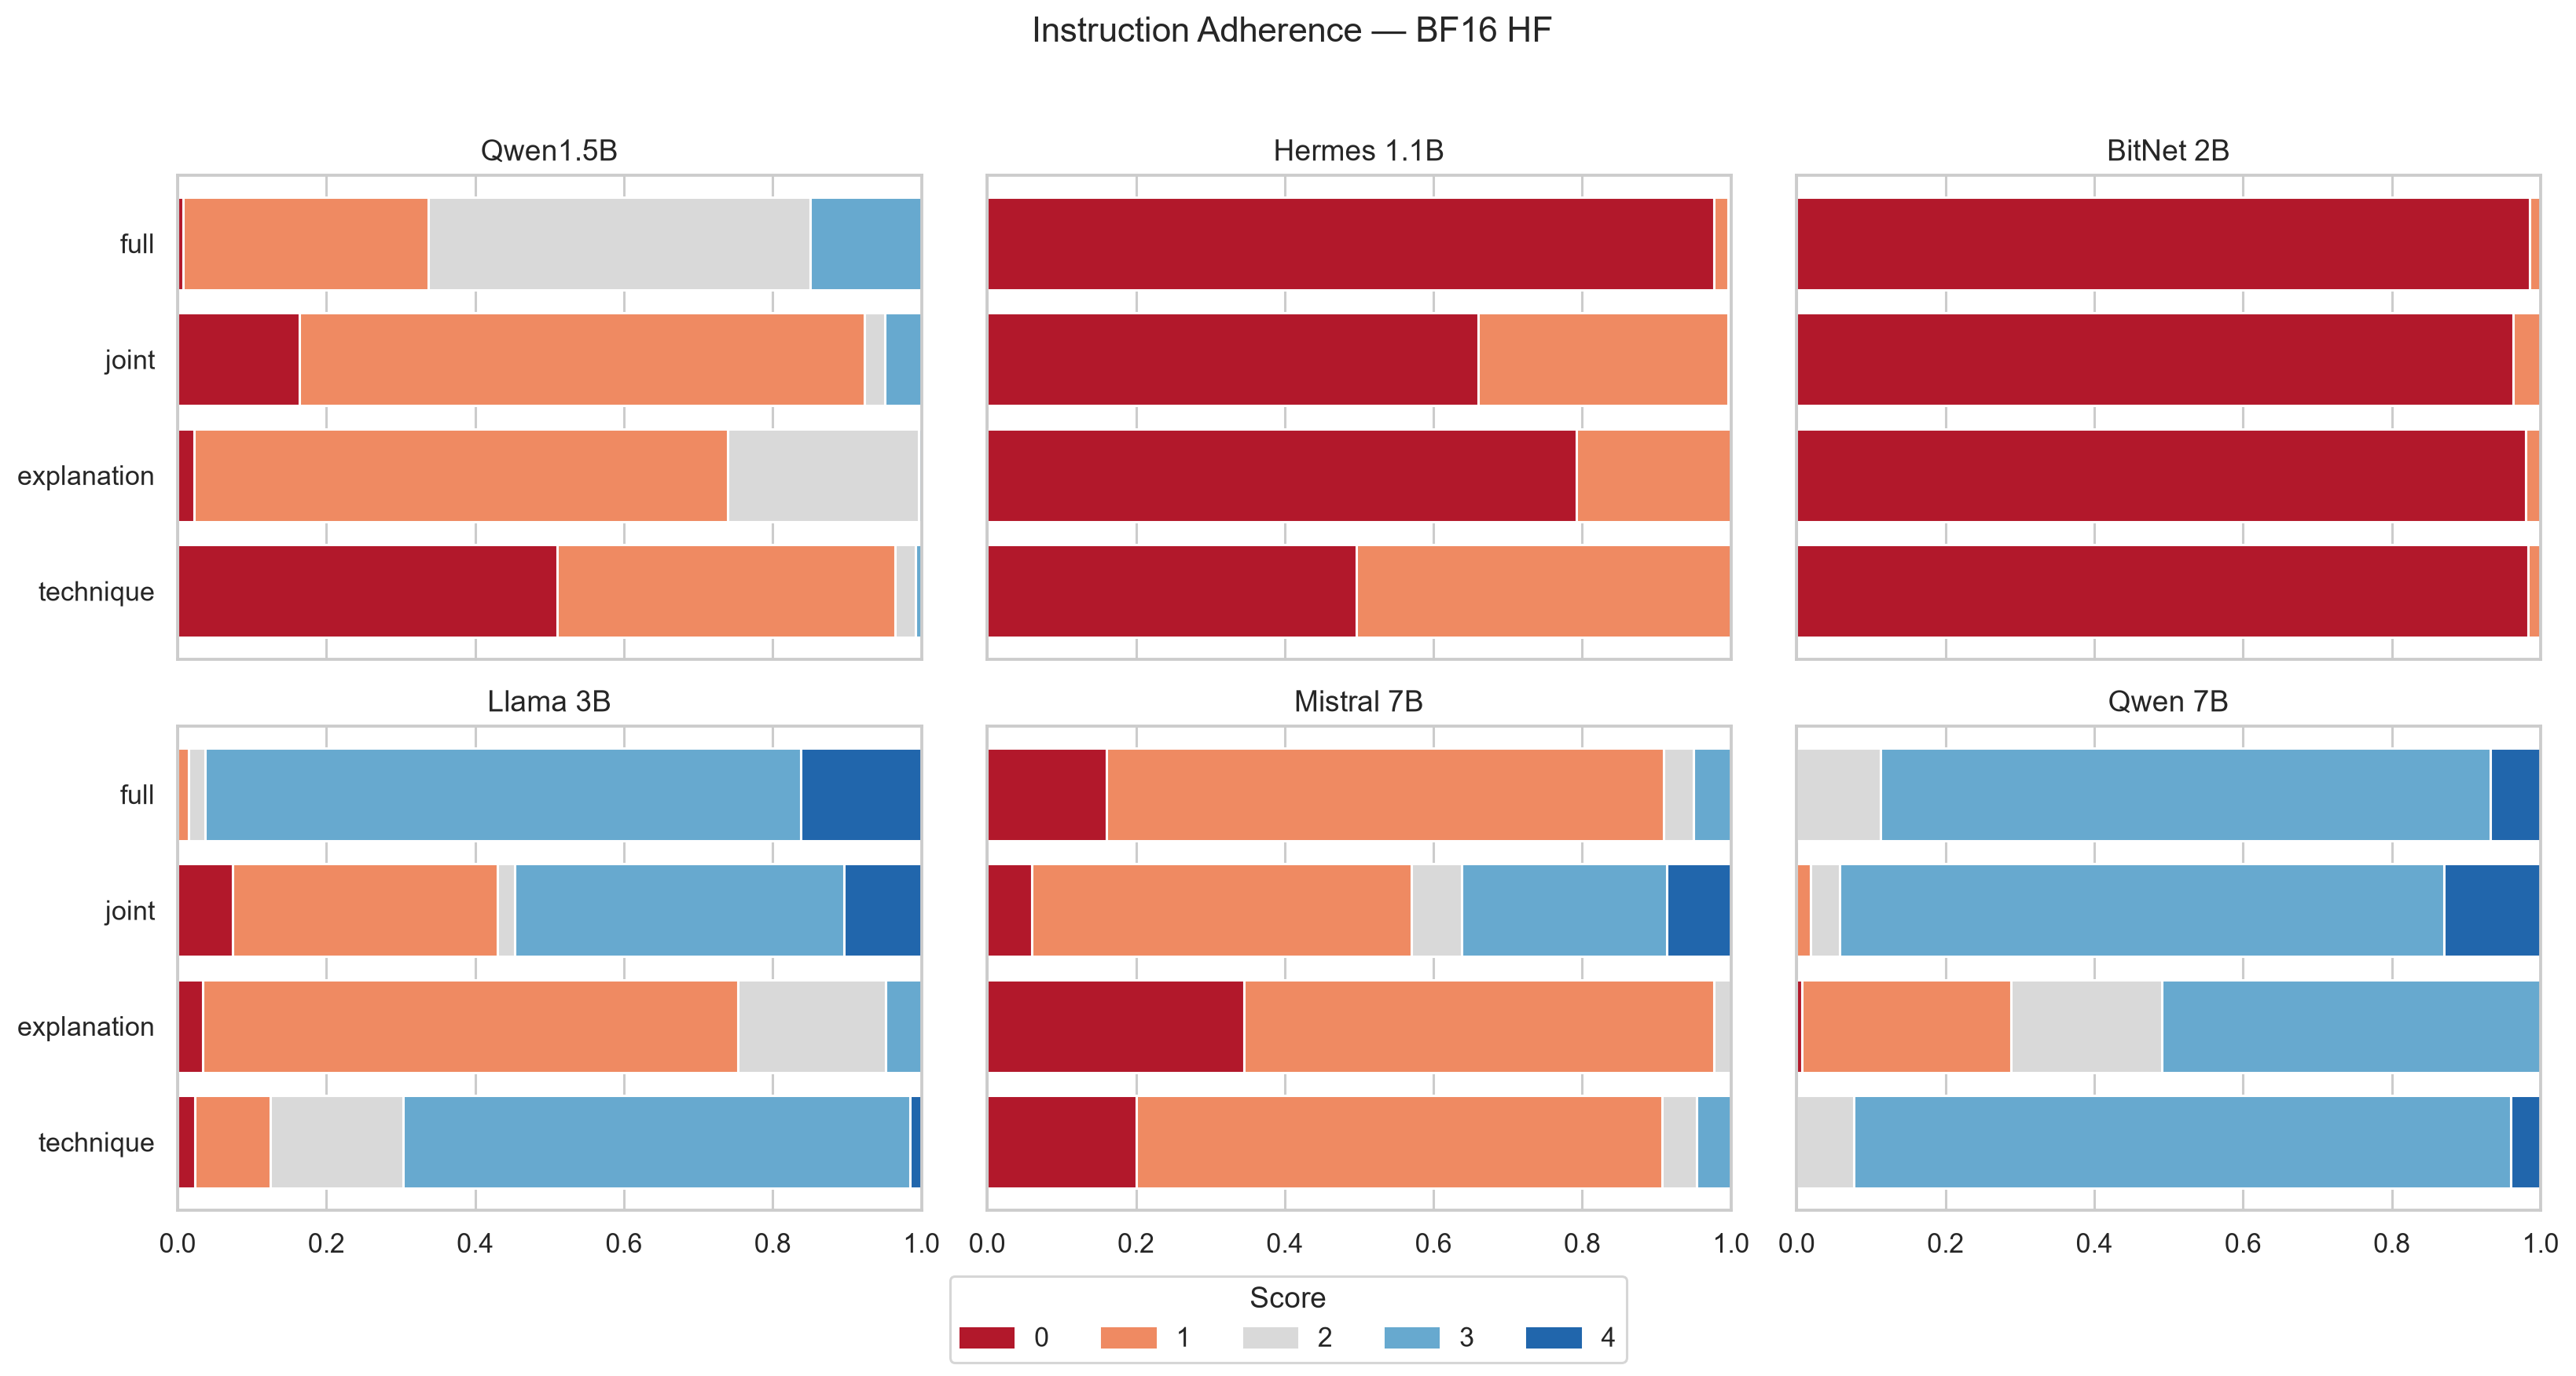 Instruction Adherence — BF16 HF
Qwen1.5B
Hermes 1.1B
BitNet 2B
full
joint
explanation
technique
Llama 3B
Mistral 7B
Qwen 7B
full
joint
explanation
technique
0.0 0.2 0.4 0.6 0.8 1.0
0.0 0.2 0.4 0.6 0.8 1.0
0.0 0.2 0.4 0.6 0.8 1.0
Score
0 1 2 3 4